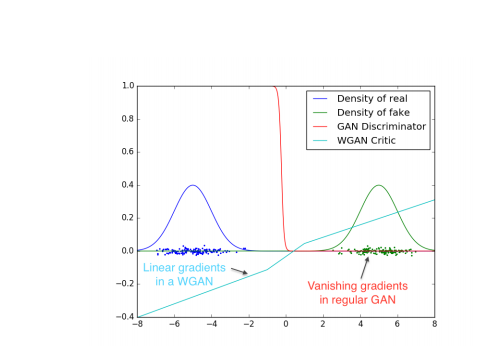 1.0
0.8
0.6
0.4
0.2
0.0
−0.2
−0.4
−8 −6 −4 −2 0 2 4 6 8
Density of real
Density of fake
GAN Discriminator
WGAN Critic
Linear gradients
in a WGAN
Vanishing gradients
in regular GAN